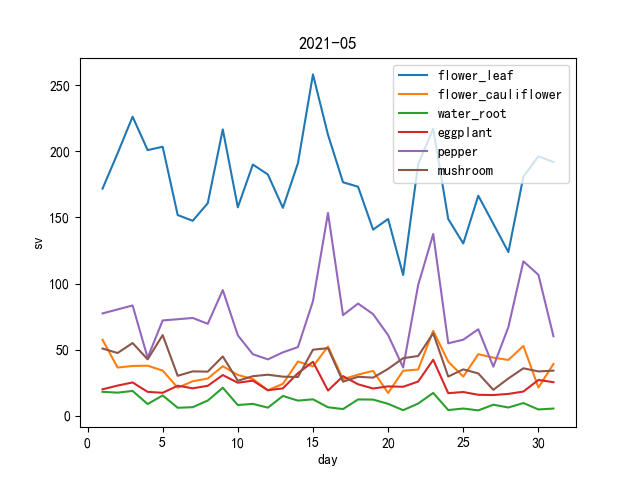 2021-05
250
200
150
100
50
0
sv
0 5 10 15 20 25 30
day
flower_leaf
flower_cauliflower
water_root
eggplant
pepper
mushroom